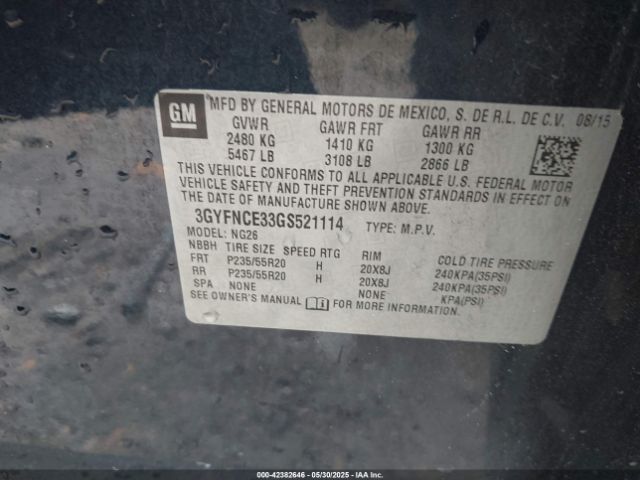 GM
MFD BY GENERAL MOTORS DE MEXICO, S. DE R.L. DE C.V. 08/15
GVWR GAWR FRT GAWR RR
2480 KG 1410 KG 1300 KG
5467 LB 3108 LB 2866 LB
THIS VEHICLE CONFORMS TO ALL APPLICABLE U.S. FEDERAL MOTOR
VEHICLE SAFETY AND THEFT PREVENTION STANDARDS IN EFFECT ON
THE DATE OF MANUFACTURE SHOWN ABOVE.
3GYFNCE33GS521114 TYPE: M.P.V.
MODEL: NG26
NBBH TIRE SIZE SPEED RTG RIM COLD TIRE PRESSURE
FRT P235/55R20 H 20X8J 240KPA(35PSI)
RR P235/55R20 H 20X8J 240KPA(35PSI)
SPA NONE NONE KPA(PSI)
SEE OWNER'S MANUAL FOR MORE INFORMATION.
000-42382646 - 05/30/2025 - IAAI.COM